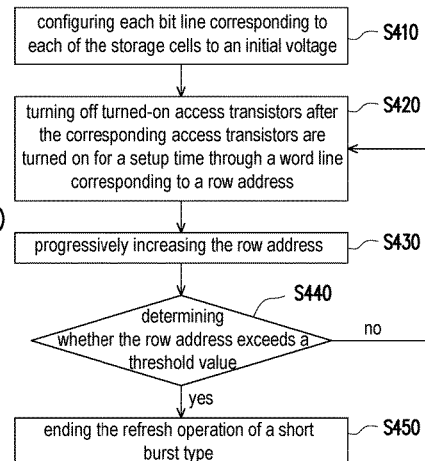 configuring each bit line corresponding to
each of the storage cells to an initial voltage
S410
turning off turned-on access transistors after
the corresponding access transistors are
turned on for a setup time through a word line
corresponding to a row address
S420
progressively increasing the row address
S430
S440
determining
whether the row address exceeds a
threshold value
no
yes
ending the refresh operation of a short
burst type
S450